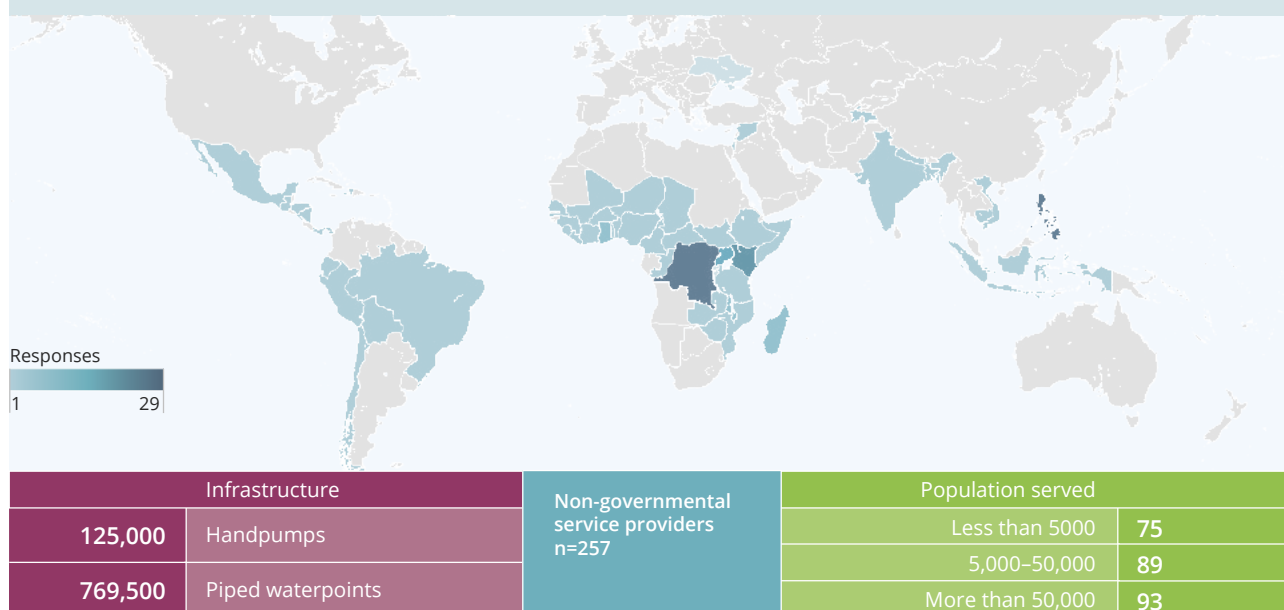 Responses
1 29
Infrastructure
125,000 Handpumps
769,500 Piped waterpoints
Non-governmental
service providers
n=257
Population served
Less than 5000 75
5,000–50,000 89
More than 50,000 93